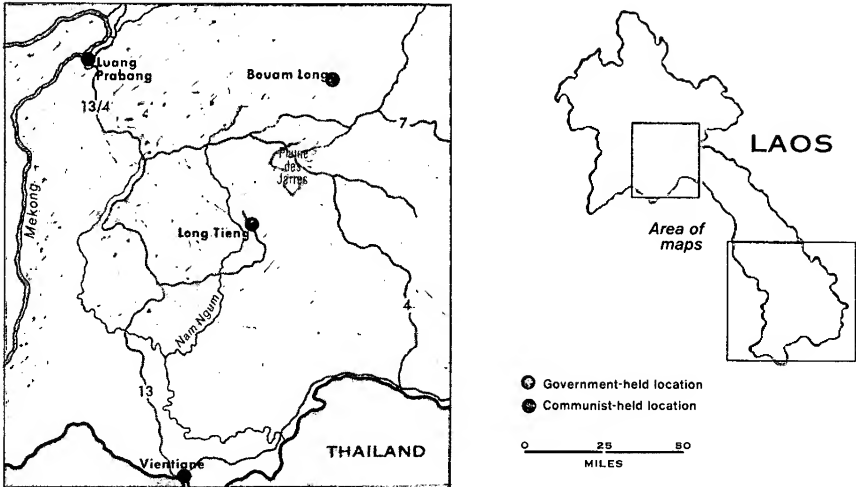 Luang
Prabang
Bouam Long
13/4
7
Plaine
des
Jarres
Mekong
Long Tieng
Nam Ngum
4
13
Vientiane
THAILAND
LAOS
Area of
maps
Government-held location
Communist-held location
0 25 50
MILES